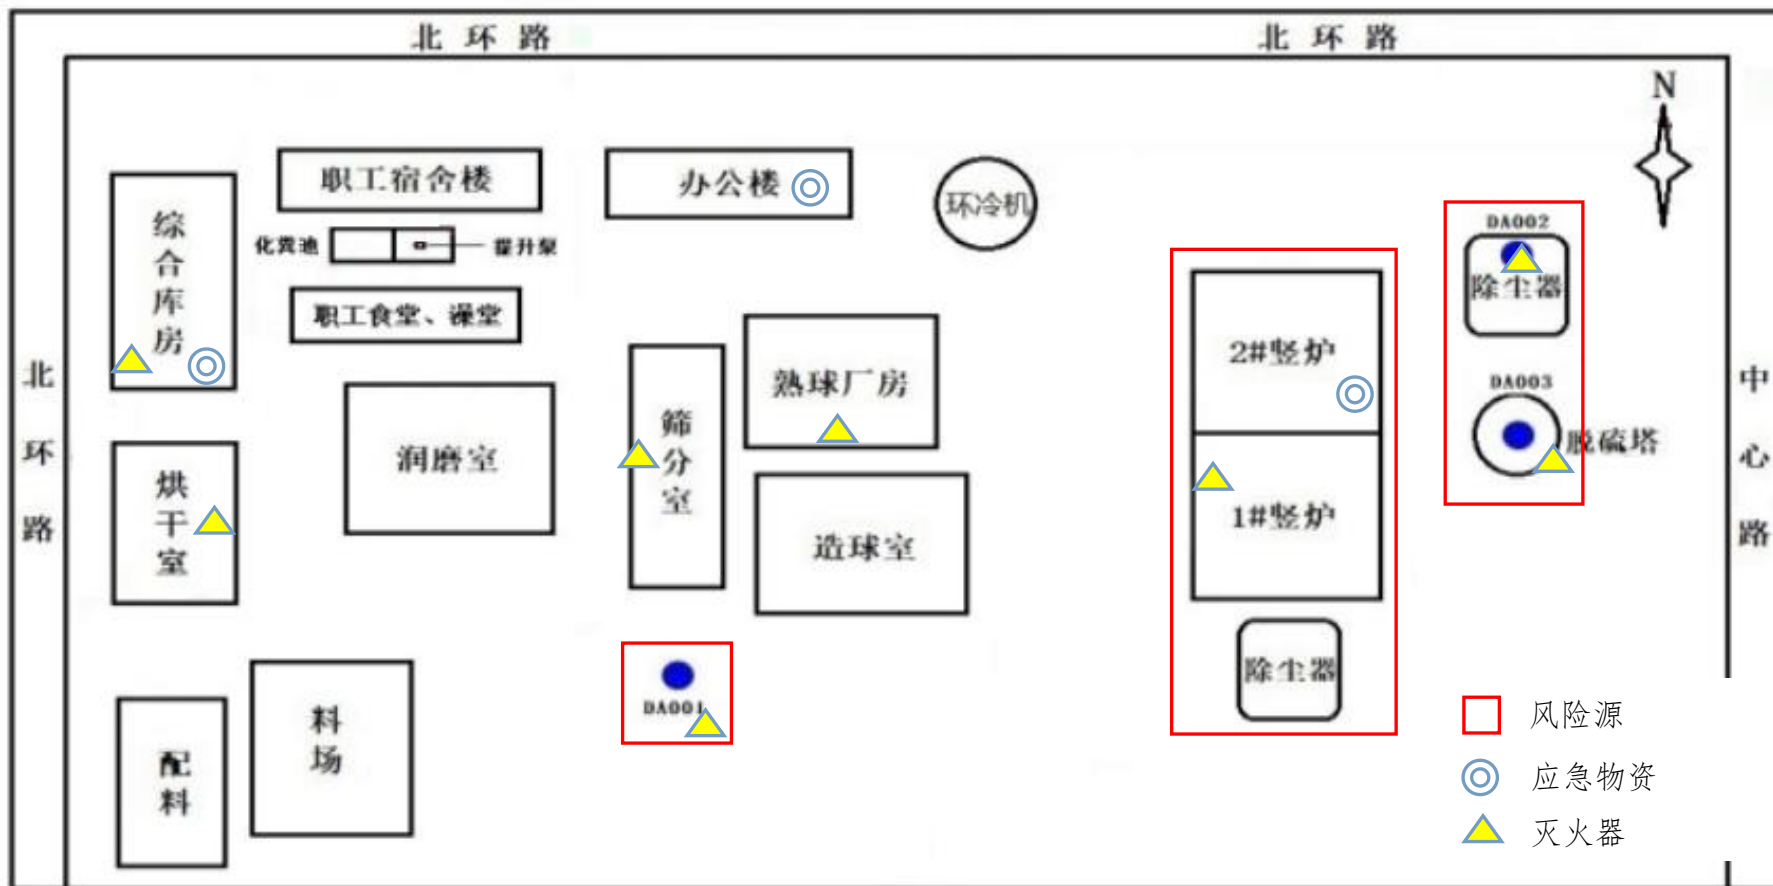 北 环 路
北 环 路
N
职工宿舍楼
办公楼
环冷机
综合库房
化粪池
提升泵
职工食堂、澡堂
DA002
除尘器
2#竖炉
熟球厂房
DA003
脱硫塔
北环路
中心路
筛分室
润磨室
烘干室
1#竖炉
造球室
除尘器
DA001
料场
配料
风险源
应急物资
灭火器